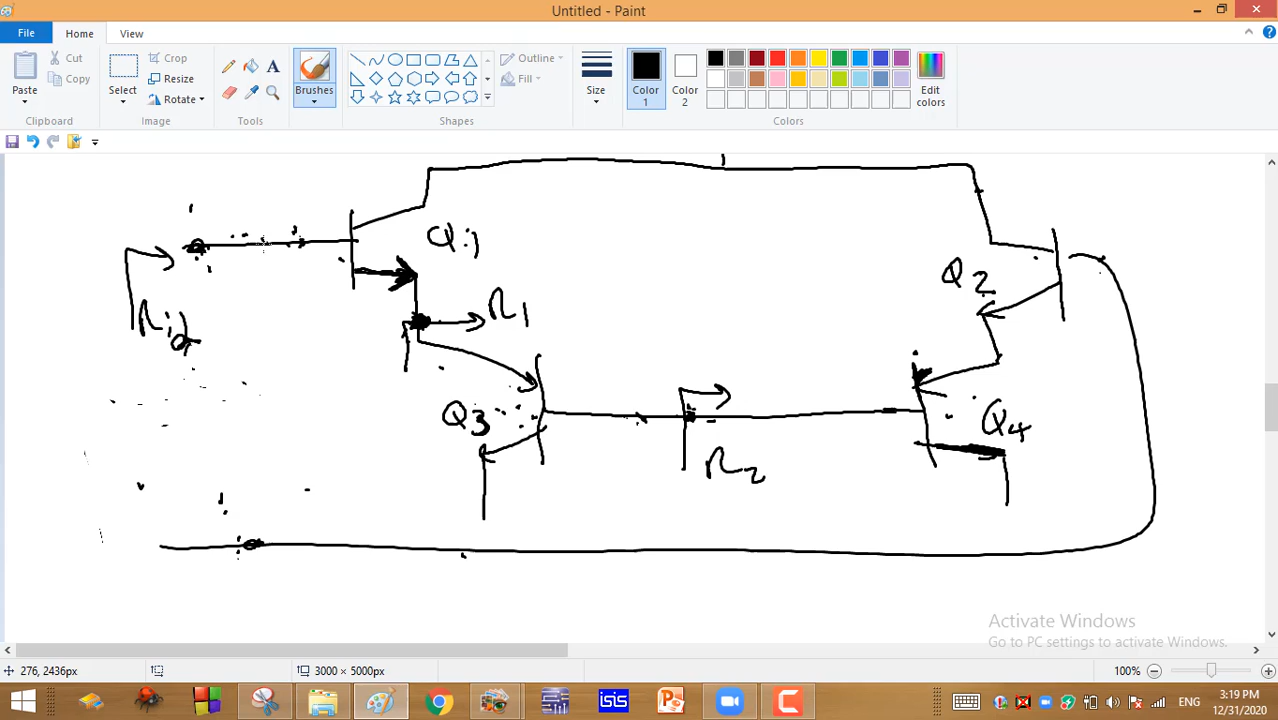 Untitled - Paint
File Home View
Cut
Copy
Paste
Clipboard
Crop
Resize
Rotate
Select
Image
Tools
Brushes
Outline
Fill
Shapes
Size
Color 1
Color 2
Edit colors
Colors
Q1
Q2
Rid
R1
Q3
Q4
R2
Activate Windows
Go to PC settings to activate Windows.
276, 2436px
3000 × 5000px
100%
isis
ENG
3:19 PM
12/31/2020